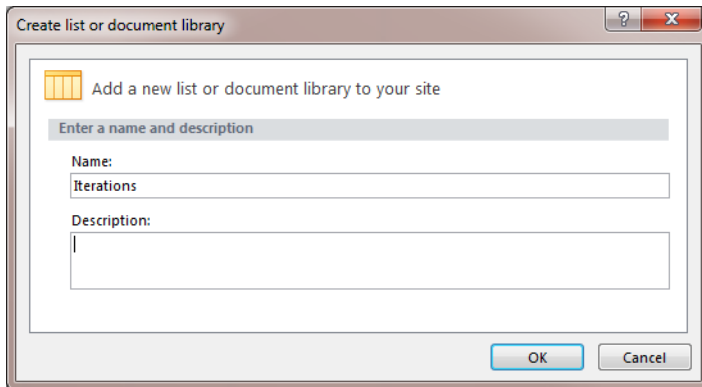 Create list or document library
?
X
Add a new list or document library to your site
Enter a name and description
Name:
Iterations
Description:
OK Cancel